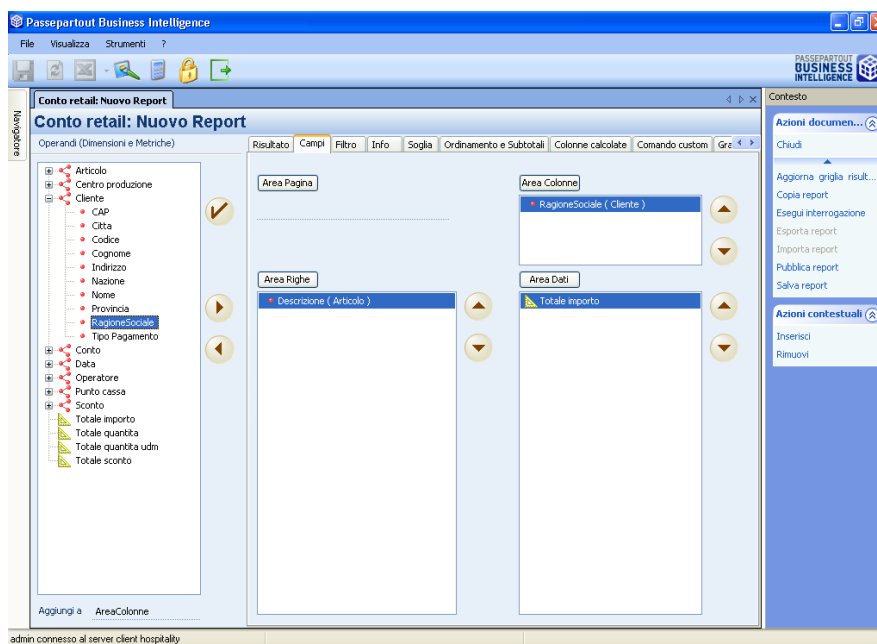 Passepartout Business Intelligence
File Visualizza Strumenti ?
PASSEPARTOUT
BUSINESS
INTELLIGENCE
Navigatore
Conto retail: Nuovo Report
Conto retail: Nuovo Report
Operandi (Dimensioni e Metriche)
Articolo
Centro produzione
Cliente
CAP
Citta
Codice
Cognome
Indirizzo
Nazione
Nome
Provincia
RagioneSociale
Tipo Pagamento
Conto
Data
Operatore
Punto cassa
Sconto
Totale importo
Totale quantita
Totale quantita udm
Totale sconto
Aggiungi a AreaColonne
Risultato Campi Filtro Info Soglia Ordinamento e Subtotali Colonne calcolate Comando custom Gra
Area Pagina
Area Colonne
RagioneSociale ( Cliente )
Area Righe
Descrizione ( Articolo )
Area Dati
Totale importo
Contesto
Azioni documen...
Chiudi
Aggiorna griglia risult...
Copia report
Esegui interrogazione
Esporta report
Importa report
Pubblica report
Salva report
Azioni contestuali
Inserisci
Rimuovi
admin connesso al server client hospitality